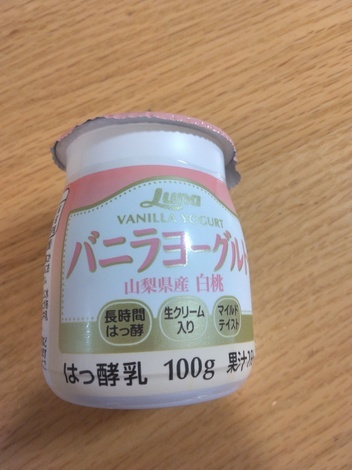 Luna
VANILLA YOGURT
バニラヨーグルト
山梨県産 白桃
長時間
はっ酵
生クリーム
入り
マイルド
テイスト
はっ酵乳 100g 果汁